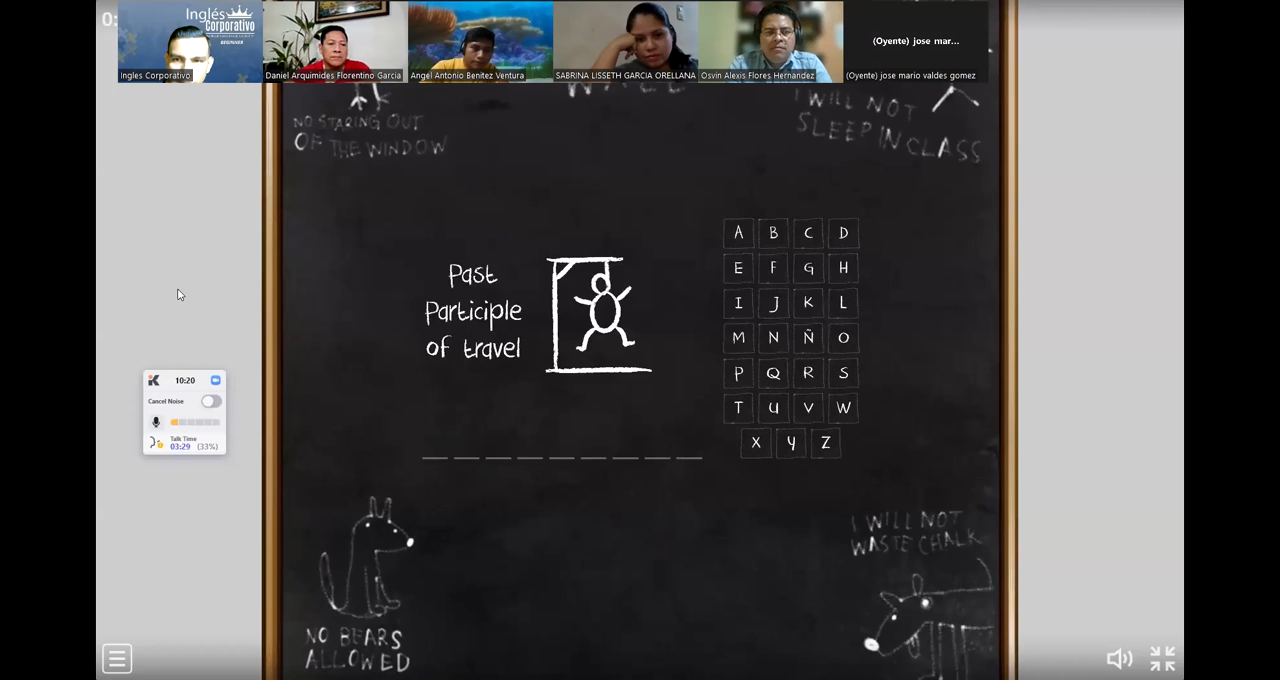 Inglés
Corporativo
BEGINNER
Ingles Corporativo
Daniel Arquimides Florentino Garcia
Angel Antonio Benitez Ventura
SABRINA LISSETH GARCIA ORELLANA
Osvin Alexis Flores Hernandez
(Oyente) jose mar...
(Oyente) jose mario valdes gomez
NO STARING OUT
OF THE WINDOW
I WILL NOT
SLEEP IN CLASS
Past
Participle
of travel
A B C D
E F G H
I J K L
M N Ñ O
P Q R S
T U V W
X Y Z
10:20
Cancel Noise
Talk Time
03:29 (33%)
NO BEARS
ALLOWED
I WILL NOT
WASTE CHALK